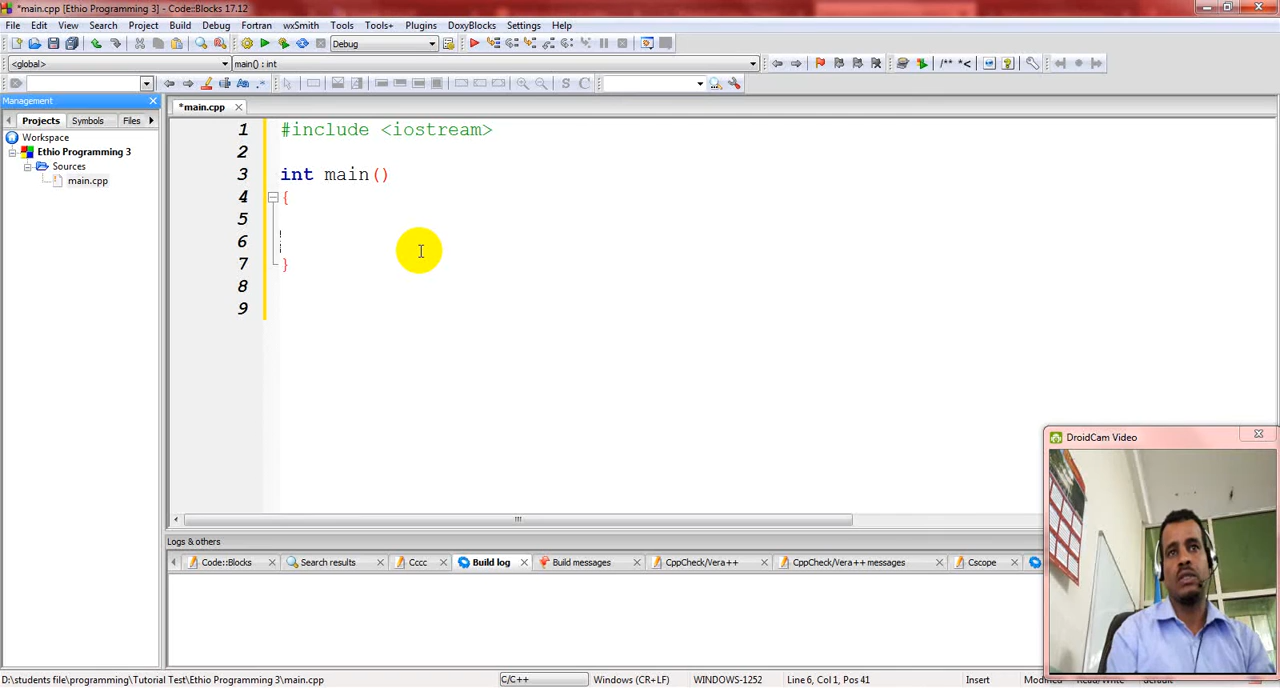 *main.cpp [Ethio Programming 3] - Code::Blocks 17.12
File Edit View Search Project Build Debug Fortran wxSmith Tools Tools+ Plugins DoxyBlocks Settings Help
Debug
<global> main() : int /** *<
Aa .* S C
Management
*main.cpp
Projects Symbols Files
Workspace
Ethio Programming 3
Sources
main.cpp
1 #include <iostream>
2
3 int main()
4 {
5
6
7 }
8
9
DroidCam Video
Logs & others
Code::Blocks Search results Cccc Build log Build messages CppCheck/Vera++ CppCheck/Vera++ messages Cscope
D:\students file\programming\Tutorial Test\Ethio Programming 3\main.cpp C/C++ Windows (CR+LF) WINDOWS-1252 Line 6, Col 1, Pos 41 Insert Modified Read/Write default